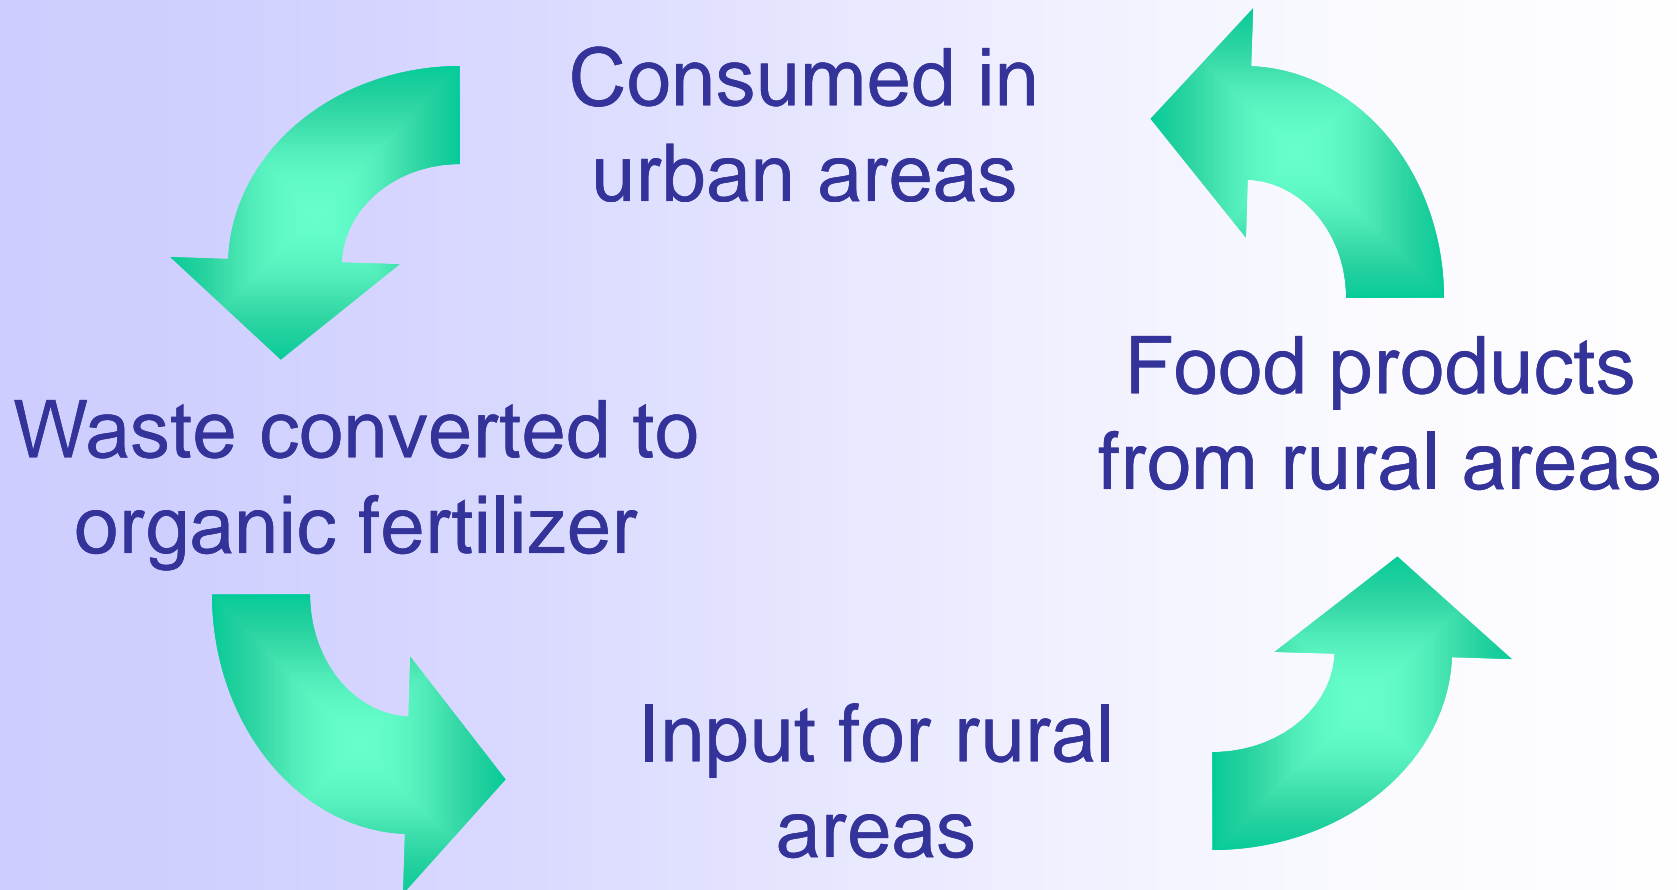 Consumed in
urban areas
Food products
from rural areas
Waste converted to
organic fertilizer
Input for rural
areas